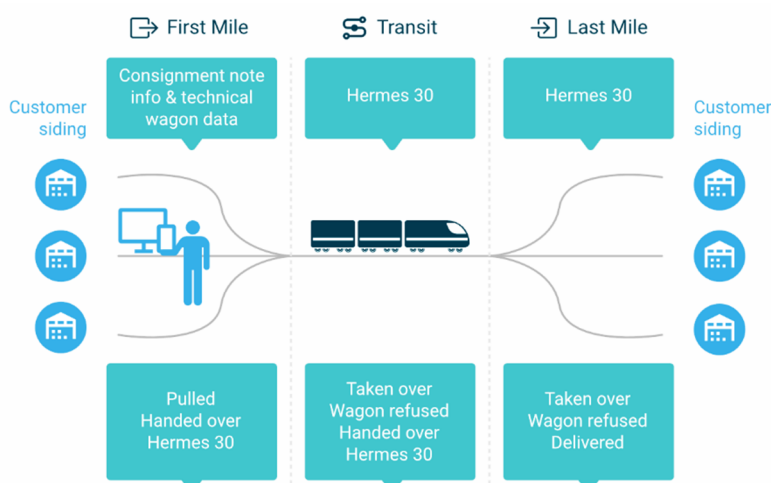 First Mile
Transit
Last Mile
Customer
siding
Consignment note
info & technical
wagon data
Hermes 30
Hermes 30
Customer
siding
Pulled
Handed over
Hermes 30
Taken over
Wagon refused
Handed over
Hermes 30
Taken over
Wagon refused
Delivered